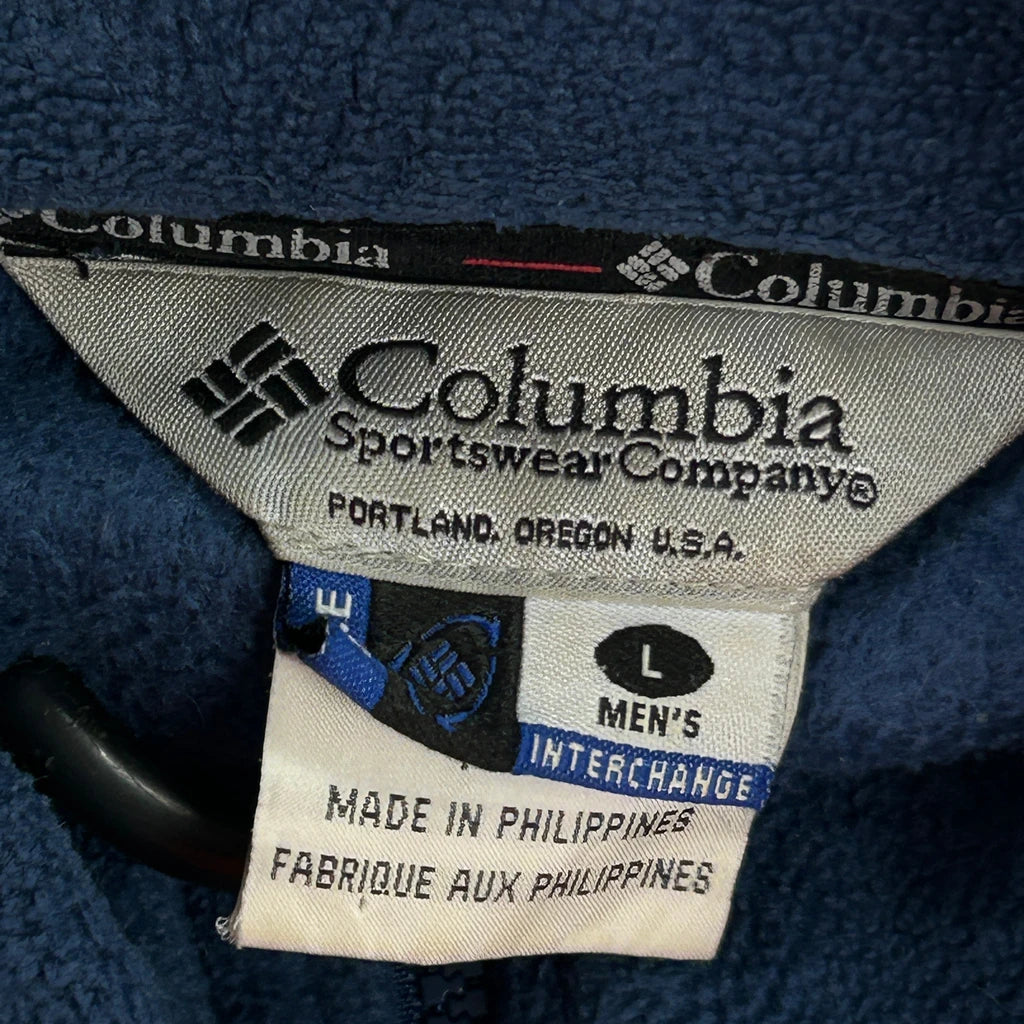 Columbia Columbia
Columbia
Sportswear Company®
PORTLAND, OREGON U.S.A.
L
MEN'S
INTERCHANGE
MADE IN PHILIPPINES
FABRIQUE AUX PHILIPPINES